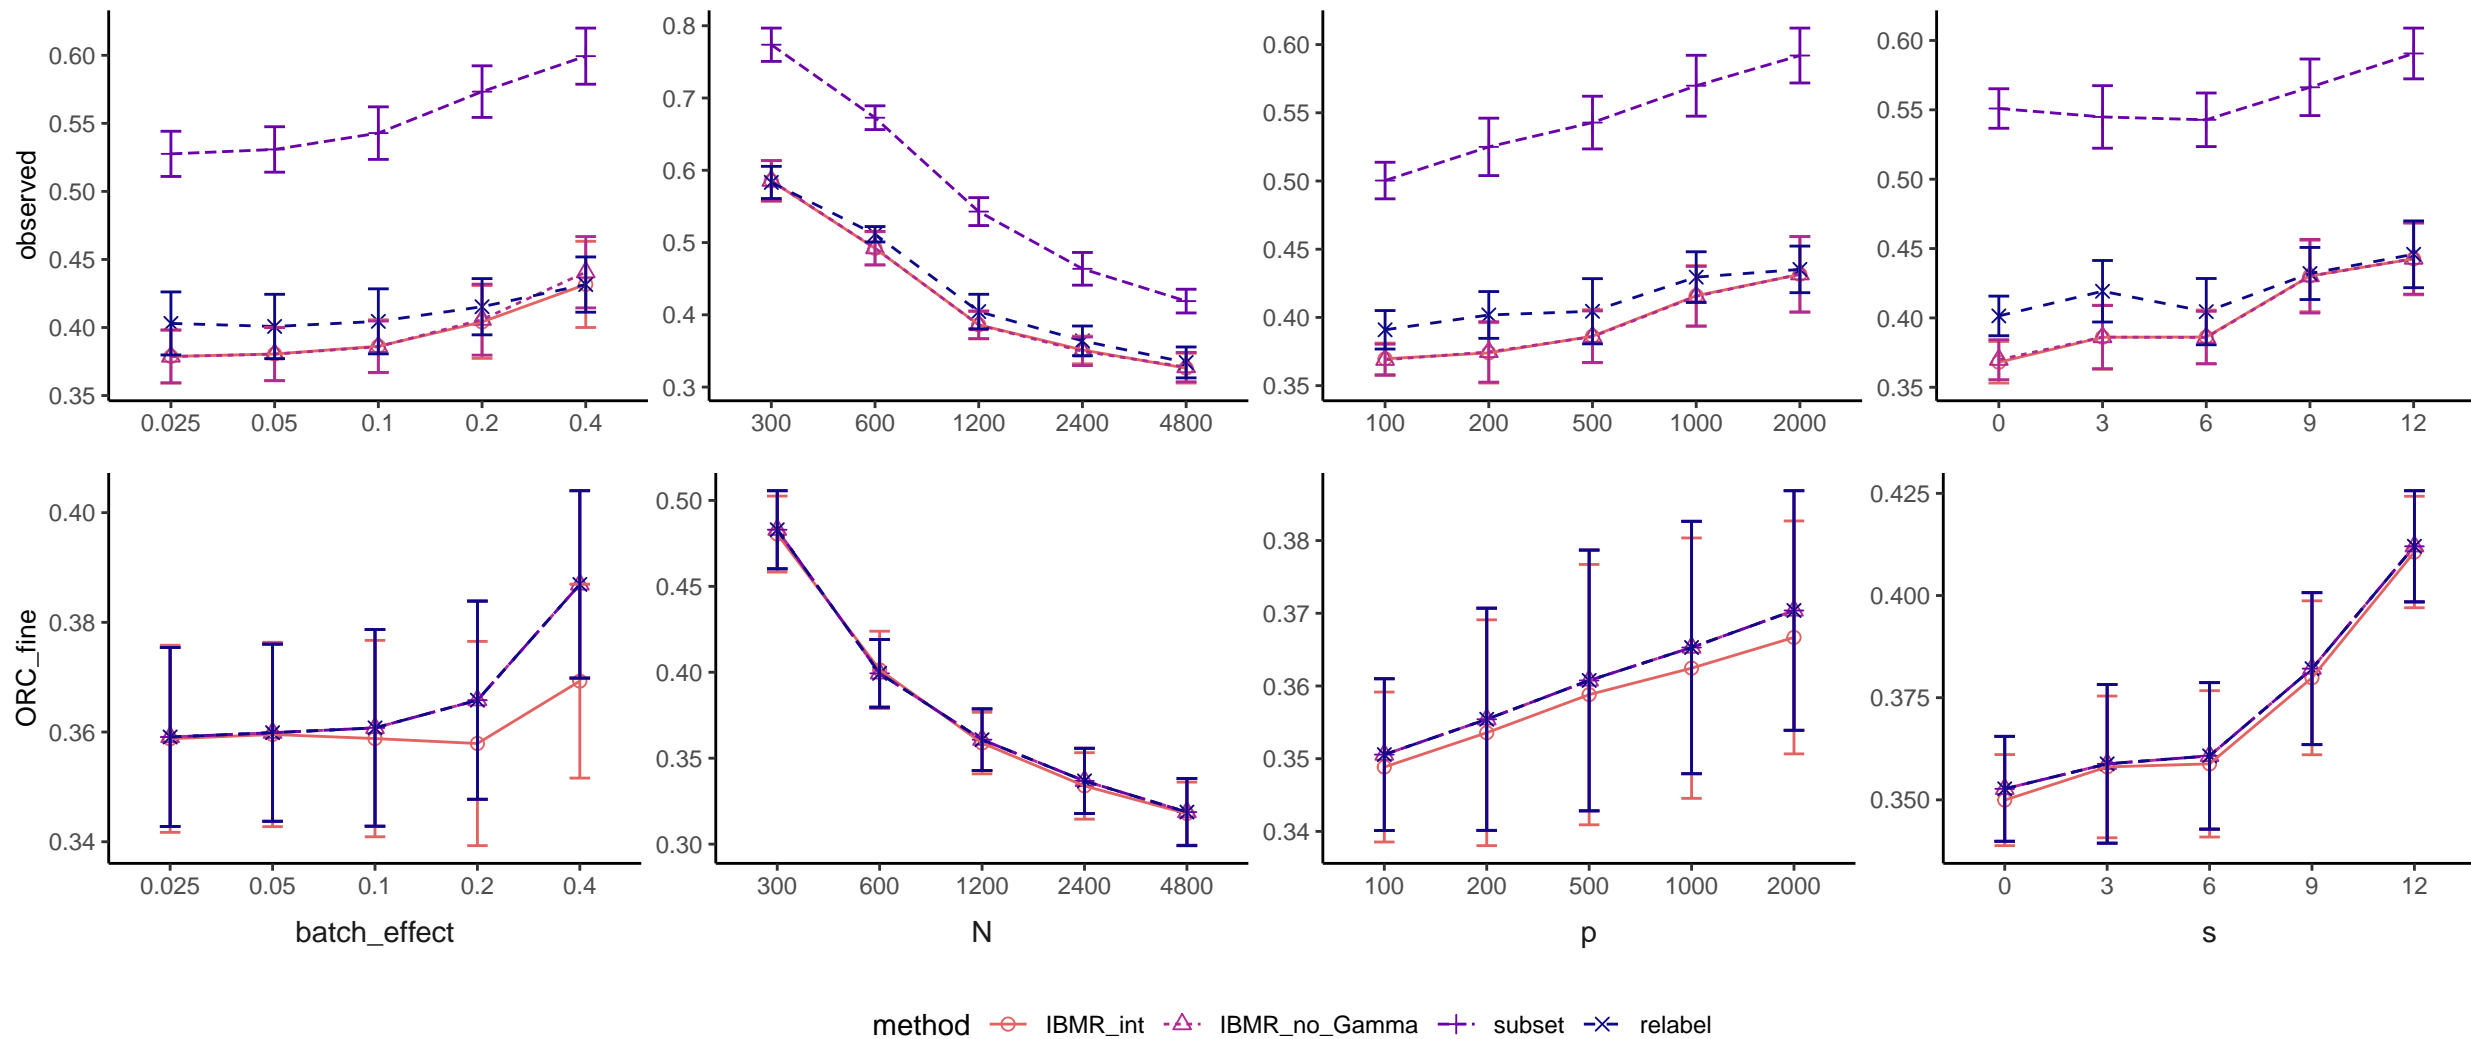 observed
0.60
0.55
0.50
0.45
0.40
0.35
0.025 0.05 0.1 0.2 0.4
0.8
0.7
0.6
0.5
0.4
0.3
300 600 1200 2400 4800
0.60
0.55
0.50
0.45
0.40
0.35
100 200 500 1000 2000
0.60
0.55
0.50
0.45
0.40
0.35
0 3 6 9 12
ORC_fine
0.40
0.38
0.36
0.34
0.025 0.05 0.1 0.2 0.4
batch_effect
0.50
0.45
0.40
0.35
0.30
300 600 1200 2400 4800
N
0.38
0.37
0.36
0.35
0.34
100 200 500 1000 2000
p
0.425
0.400
0.375
0.350
0 3 6 9 12
s
method IBMR_int IBMR_no_Gamma subset relabel